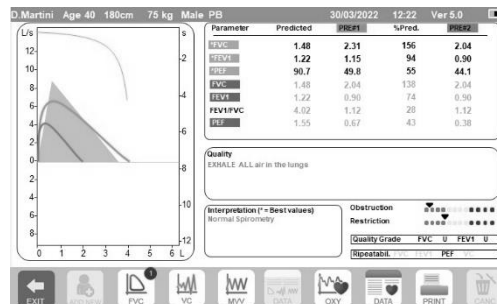 D.Martini Age 40 180cm 75 kg Male PB 30/03/2022 12:22 Ver 5.0
Parameter Predicted PRE#1 %Pred. PRE#2
*FVC 1.48 2.31 156 2.04
*FEV1 1.22 1.15 94 0.90
*PEF 90.7 49.8 55 44.1
FVC 1.48 2.04 138 2.04
FEV1 1.22 0.90 74 0.90
FEV1/FVC 4.02 1.12 28 1.12
PEF 1.55 0.67 43 0.38
L/s s
12
10
8
6
4
2
0
2
4
6
8
-2
-4
-6
-8
-10
-12
0 1 2 3 4 5 6 L
Quality
EXHALE ALL air in the lungs
Interpretation (* = Best values)
Normal Spirometry
Obstruction
Restriction
Quality Grade FVC U FEV1 U
Repeatabil. FVC FEV1 PEF VC
EXIT
ADD NEW
1
FVC
VC
MVV
DATA
OXY
DATA
PRINT